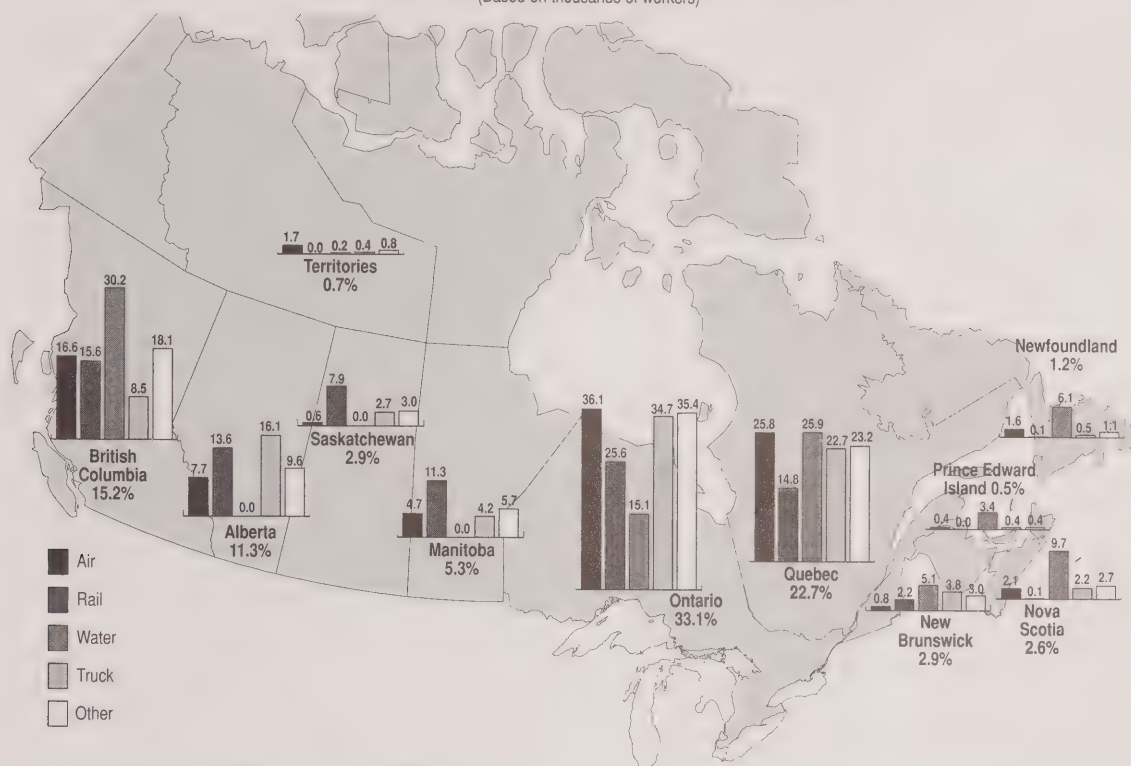 (Based on thousands of workers)
1.7 0.0 0.2 0.4 0.8
Territories
0.7%
16.6 15.6 30.2 8.5 18.1
British
Columbia
15.2%
7.7 13.6 0.0 16.1 9.6
Alberta
11.3%
0.6 7.9 0.0 2.7 3.0
Saskatchewan
2.9%
4.7 11.3 0.0 4.2 5.7
Manitoba
5.3%
36.1 25.6 15.1 34.7 35.4
Ontario
33.1%
25.8 14.8 25.9 22.7 23.2
Quebec
22.7%
Newfoundland
1.2%
1.6 0.1 6.1 0.5 1.1
Prince Edward
Island 0.5%
0.4 0.0 3.4 0.4 0.4
0.8 2.2 5.1 3.8 3.0
New
Brunswick
2.9%
2.1 0.1 9.7 2.2 2.7
Nova
Scotia
2.6%
Air
Rail
Water
Truck
Other